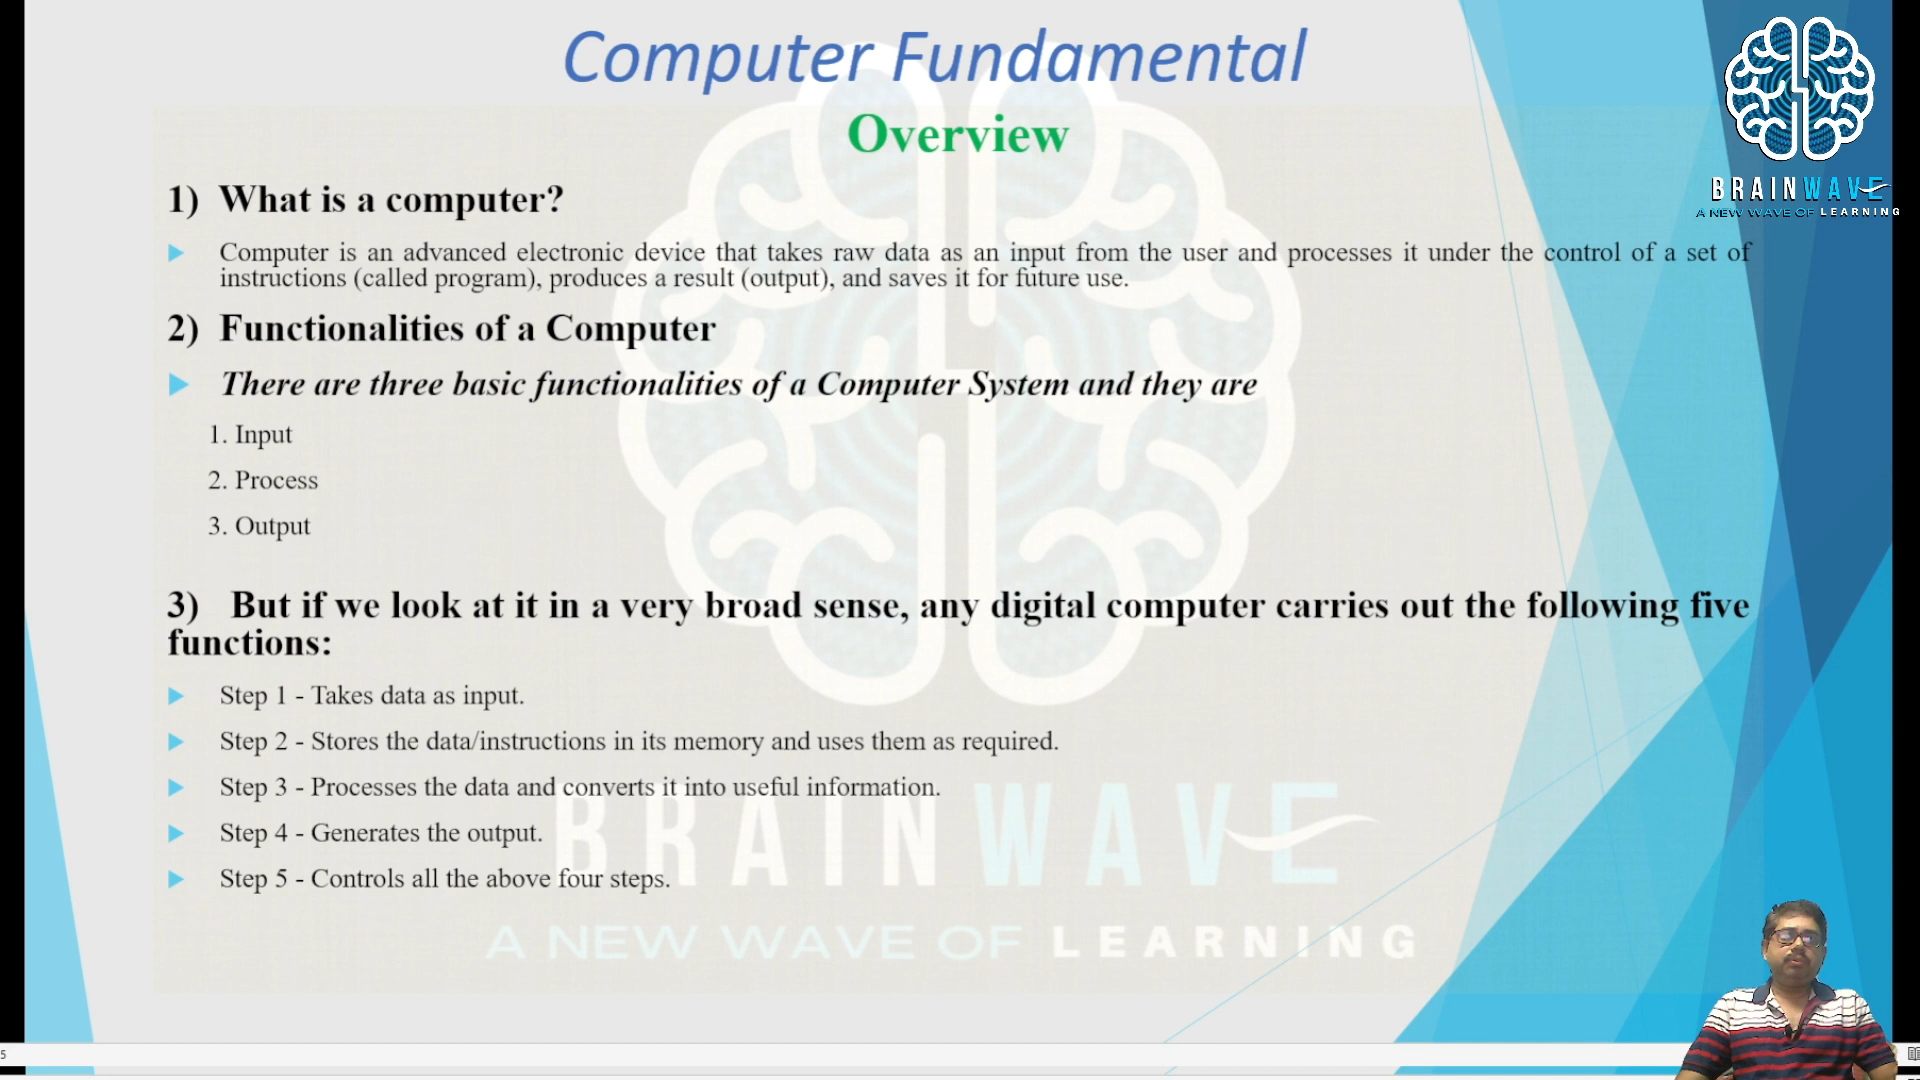 Computer Fundamental
Overview
1) What is a computer?
Computer is an advanced electronic device that takes raw data as an input from the user and processes it under the control of a set of
instructions (called program), produces a result (output), and saves it for future use.
2) Functionalities of a Computer
There are three basic functionalities of a Computer System and they are
1. Input
2. Process
3. Output
3) But if we look at it in a very broad sense, any digital computer carries out the following five
functions:
Step 1 - Takes data as input.
Step 2 - Stores the data/instructions in its memory and uses them as required.
Step 3 - Processes the data and converts it into useful information.
Step 4 - Generates the output.
Step 5 - Controls all the above four steps.
BRAINWAVE
A NEW WAVE OF LEARNING
BRAINWAVE
A NEW WAVE OF LEARNING
5